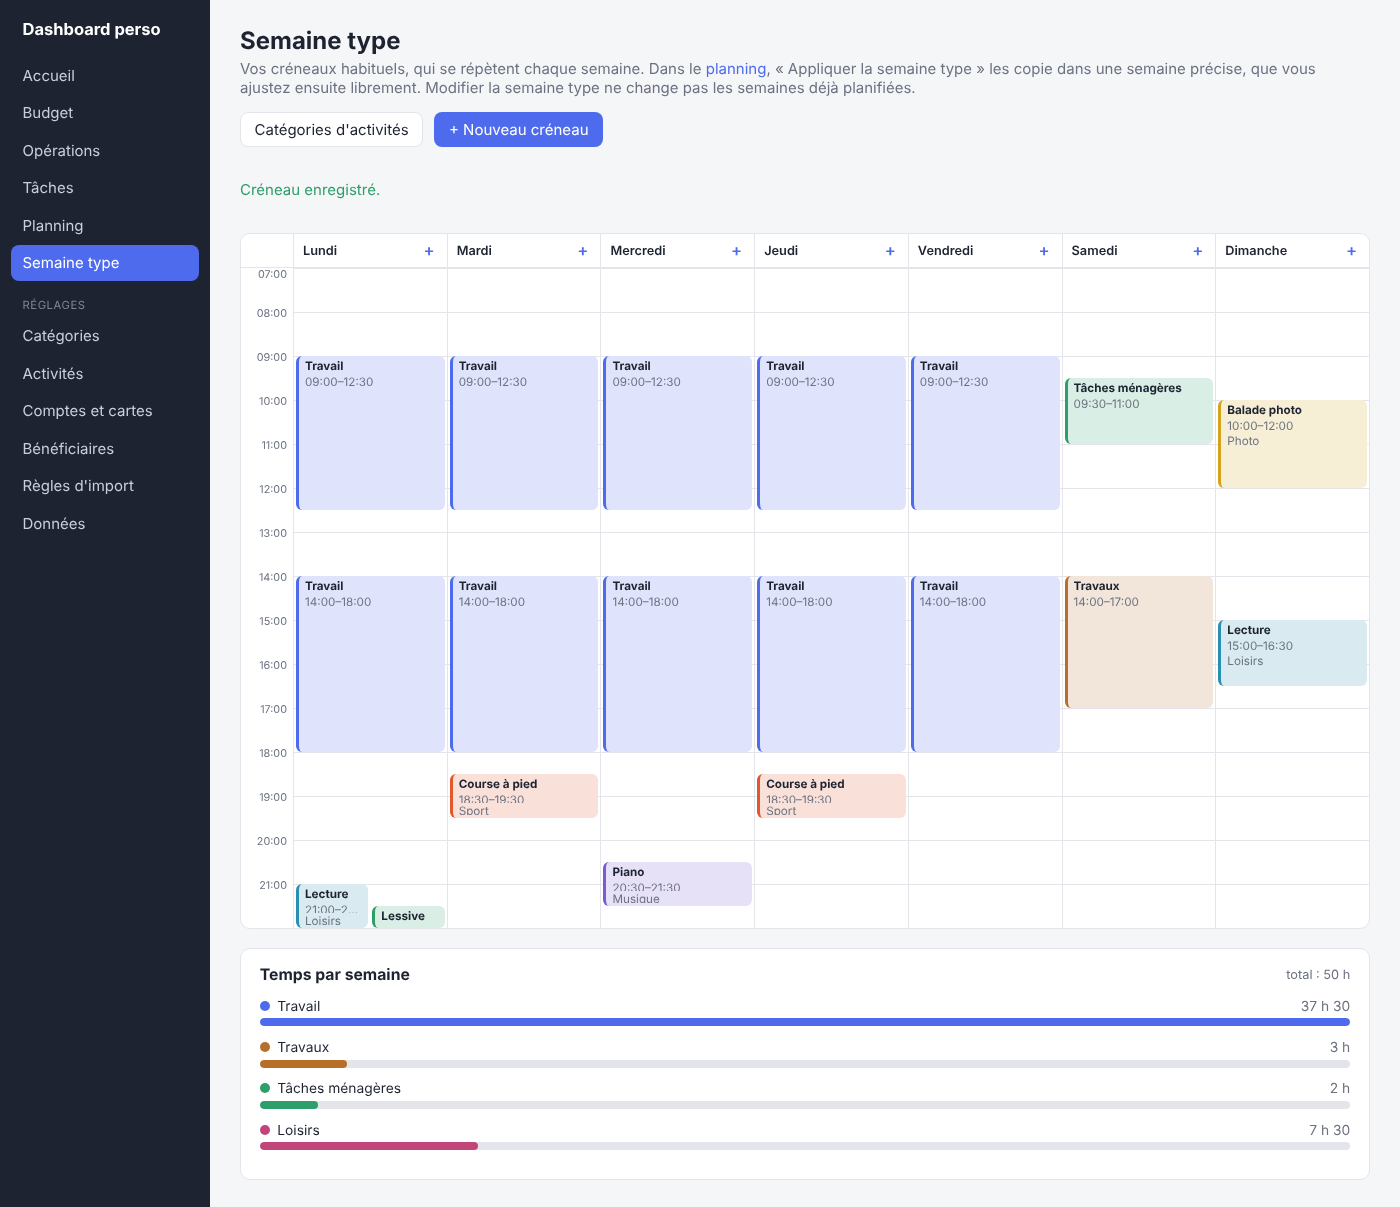 Dashboard perso
Accueil
Budget
Opérations
Tâches
Planning
Semaine type
RÉGLAGES
Catégories
Activités
Comptes et cartes
Bénéficiaires
Règles d'import
Données
Semaine type
Vos créneaux habituels, qui se répètent chaque semaine. Dans le planning, « Appliquer la semaine type » les copie dans une semaine précise, que vous
ajustez ensuite librement. Modifier la semaine type ne change pas les semaines déjà planifiées.
Catégories d'activités
+ Nouveau créneau
Créneau enregistré.
Lundi + Mardi + Mercredi + Jeudi + Vendredi + Samedi + Dimanche +
07:00
08:00
09:00
10:00
11:00
12:00
13:00
14:00
15:00
16:00
17:00
18:00
19:00
20:00
21:00
Travail
09:00–12:30
Travail
14:00–18:00
Lecture
21:00–2...
Loisirs
Lessive
Travail
09:00–12:30
Travail
14:00–18:00
Course à pied
18:30–19:30
Sport
Travail
09:00–12:30
Travail
14:00–18:00
Piano
20:30–21:30
Musique
Travail
09:00–12:30
Travail
14:00–18:00
Course à pied
18:30–19:30
Sport
Travail
09:00–12:30
Travail
14:00–18:00
Tâches ménagères
09:30–11:00
Travaux
14:00–17:00
Balade photo
10:00–12:00
Photo
Lecture
15:00–16:30
Loisirs
Temps par semaine
total : 50 h
Travail 37 h 30
Travaux 3 h
Tâches ménagères 2 h
Loisirs 7 h 30